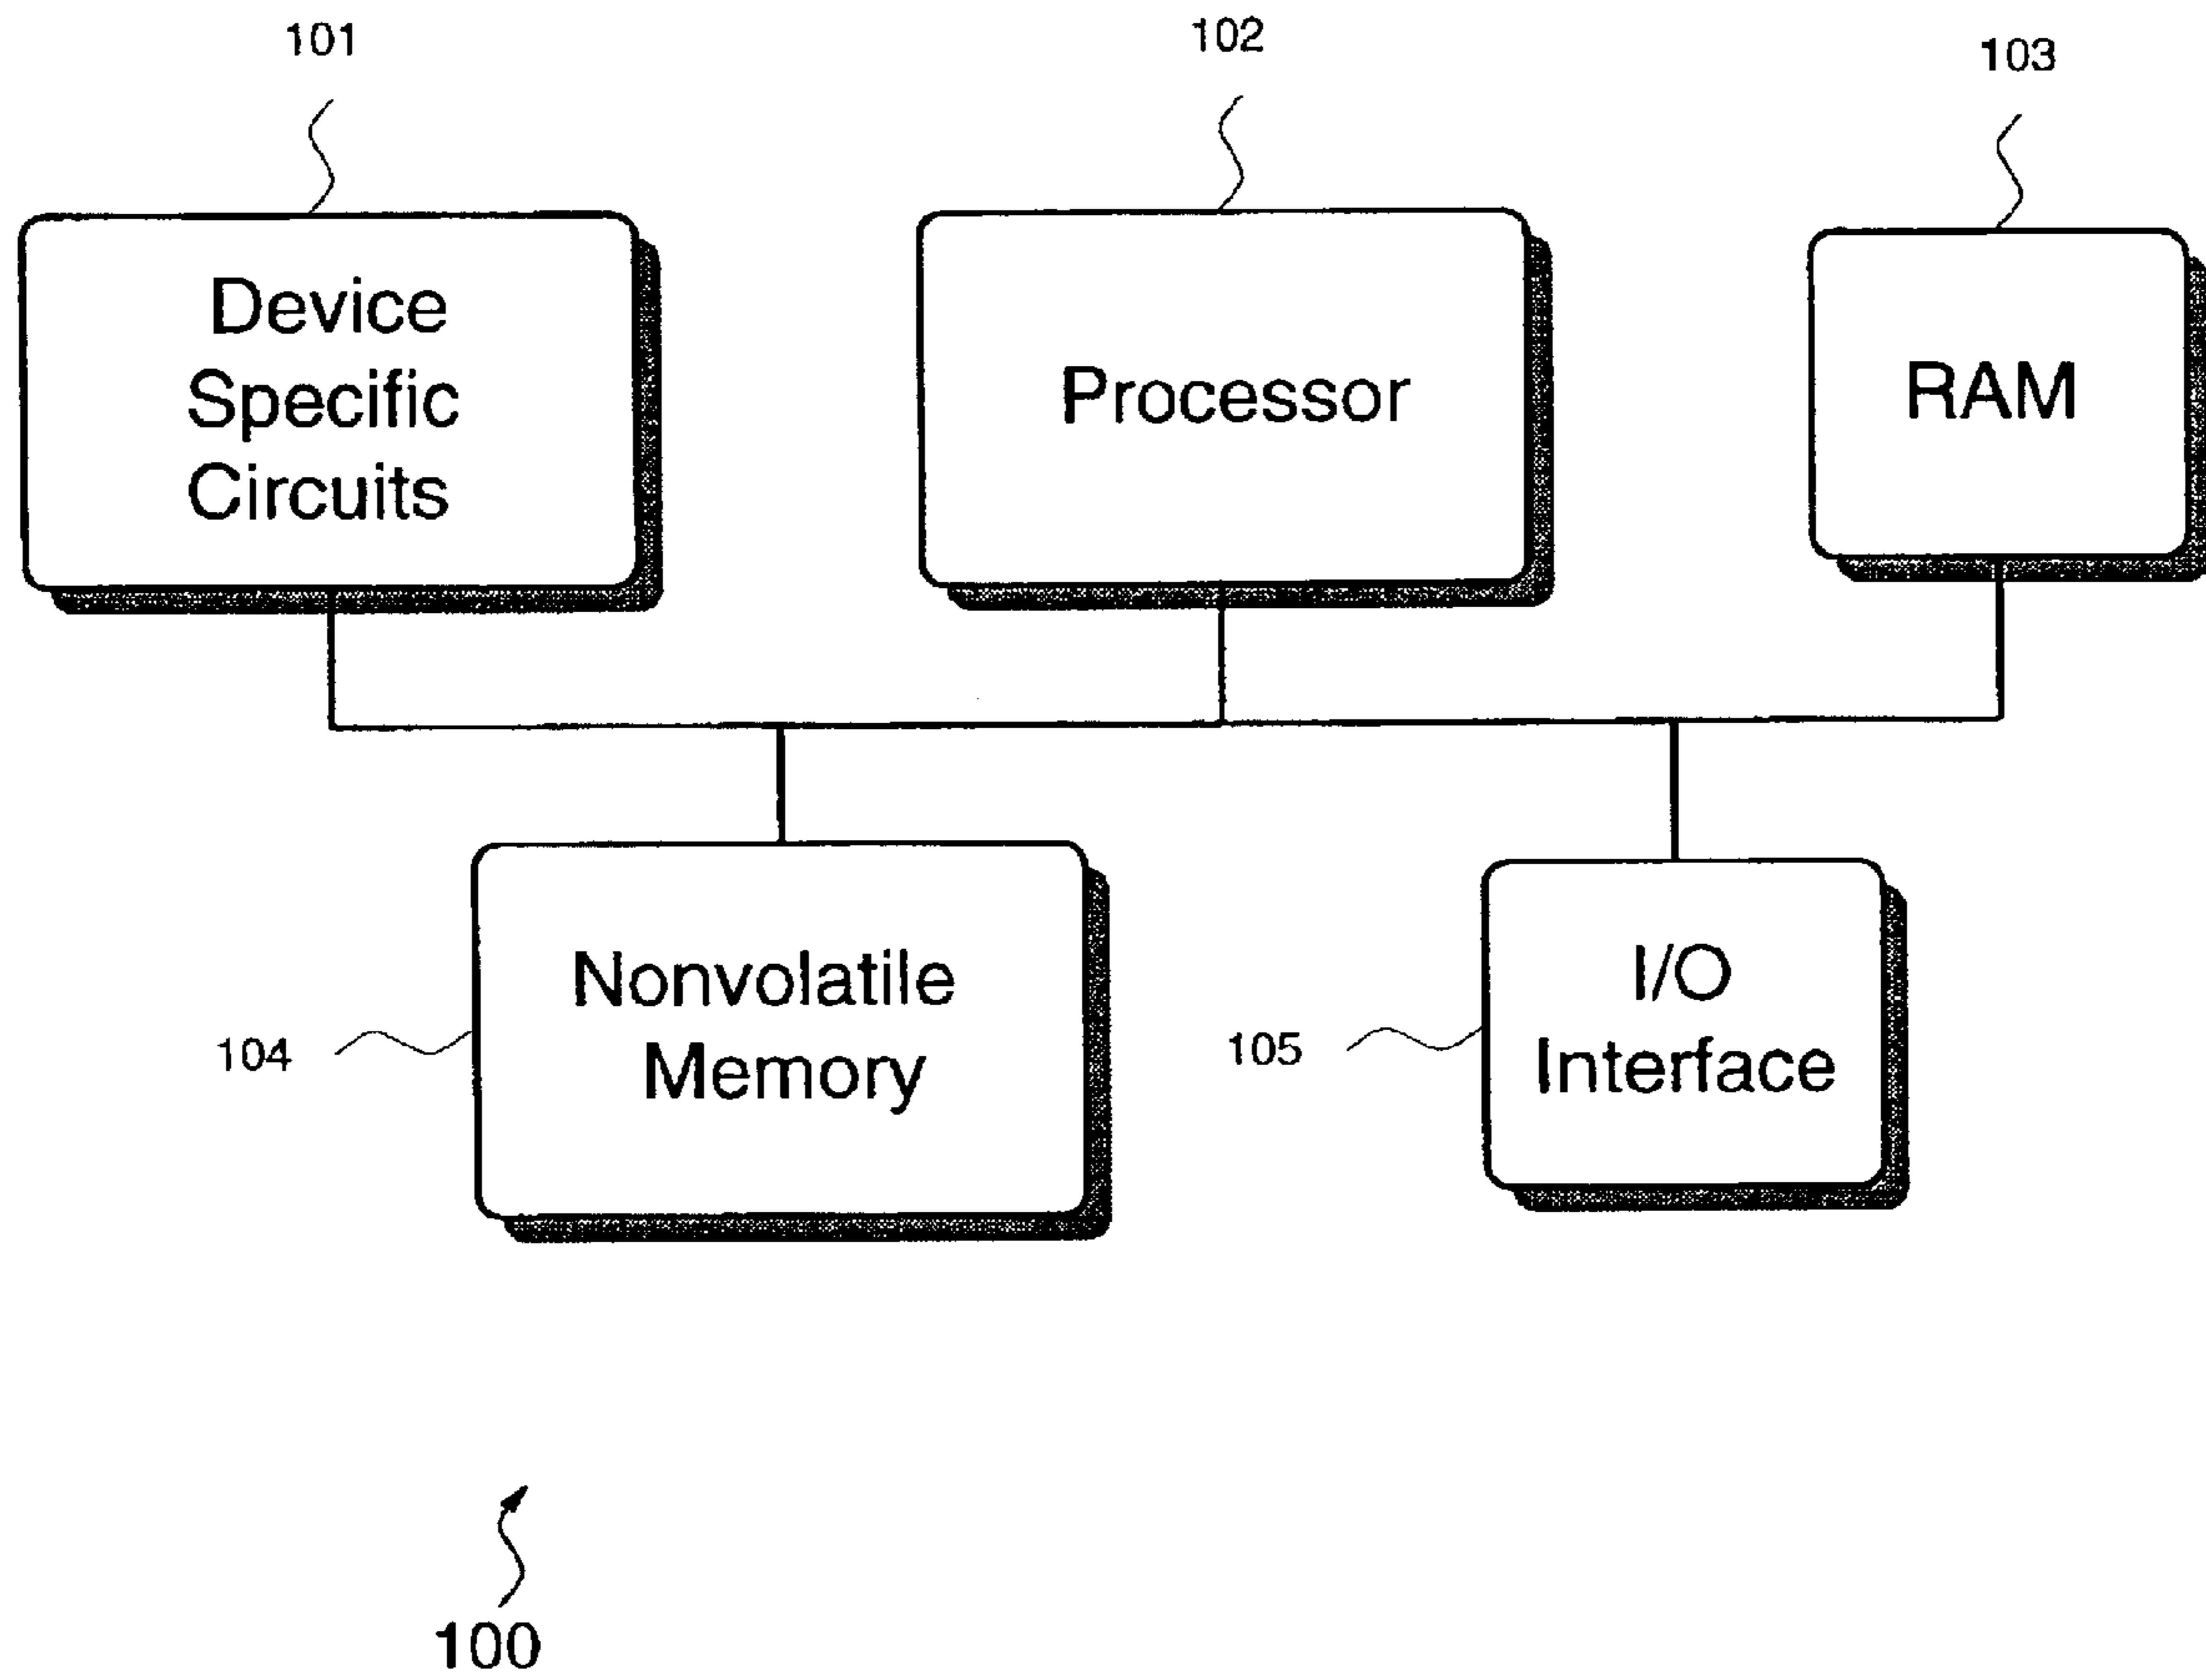 101
102
103
Device
Specific
Circuits
Processor
RAM
Nonvolatile
Memory
104
I/O
Interface
105
100